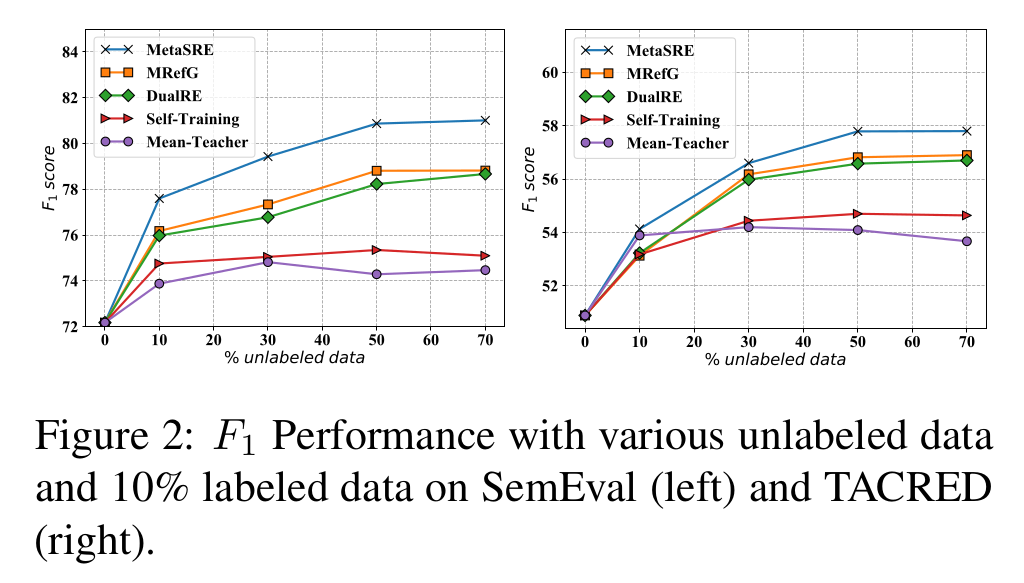 84
82
80
78
76
74
72
F1 score
MetaSRE
MRefG
DualRE
Self-Training
Mean-Teacher
0 10 20 30 40 50 60 70
% unlabeled data
60
58
56
54
52
F1 score
MetaSRE
MRefG
DualRE
Self-Training
Mean-Teacher
0 10 20 30 40 50 60 70
% unlabeled data
Figure 2: F1 Performance with various unlabeled data
and 10% labeled data on SemEval (left) and TACRED
(right).